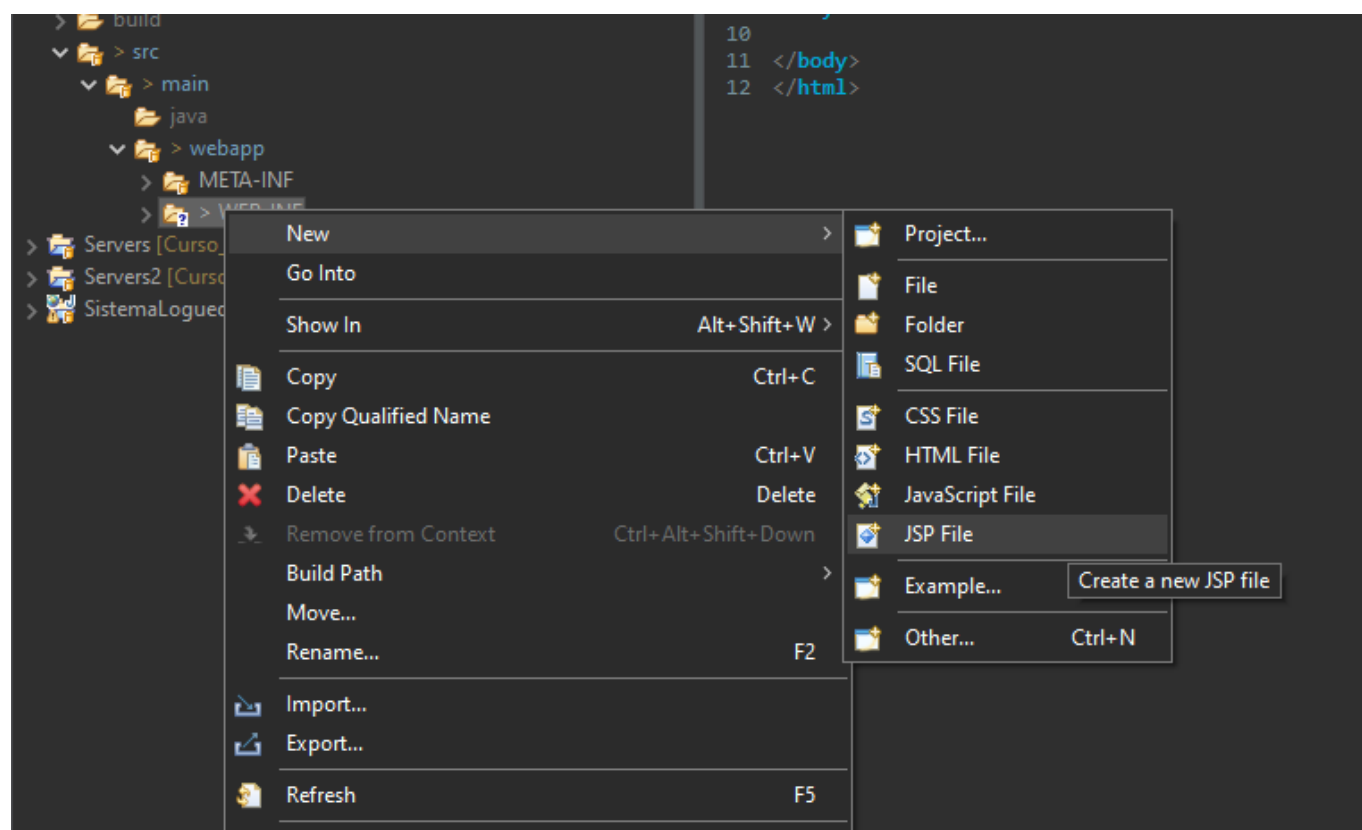 > build
> src
> main
java
> webapp
META-INF
> WEB-INF
Servers [Curso_
Servers2 [Curso
SistemaLogued
10
11 </body>
12 </html>
New
Go Into
Show In Alt+Shift+W >
Copy Ctrl+C
Copy Qualified Name
Paste Ctrl+V
Delete Delete
Remove from Context Ctrl+Alt+Shift+Down
Build Path
Move...
Rename... F2
Import...
Export...
Refresh F5
Project...
File
Folder
SQL File
CSS File
HTML File
JavaScript File
JSP File
Example...
Create a new JSP file
Other... Ctrl+N